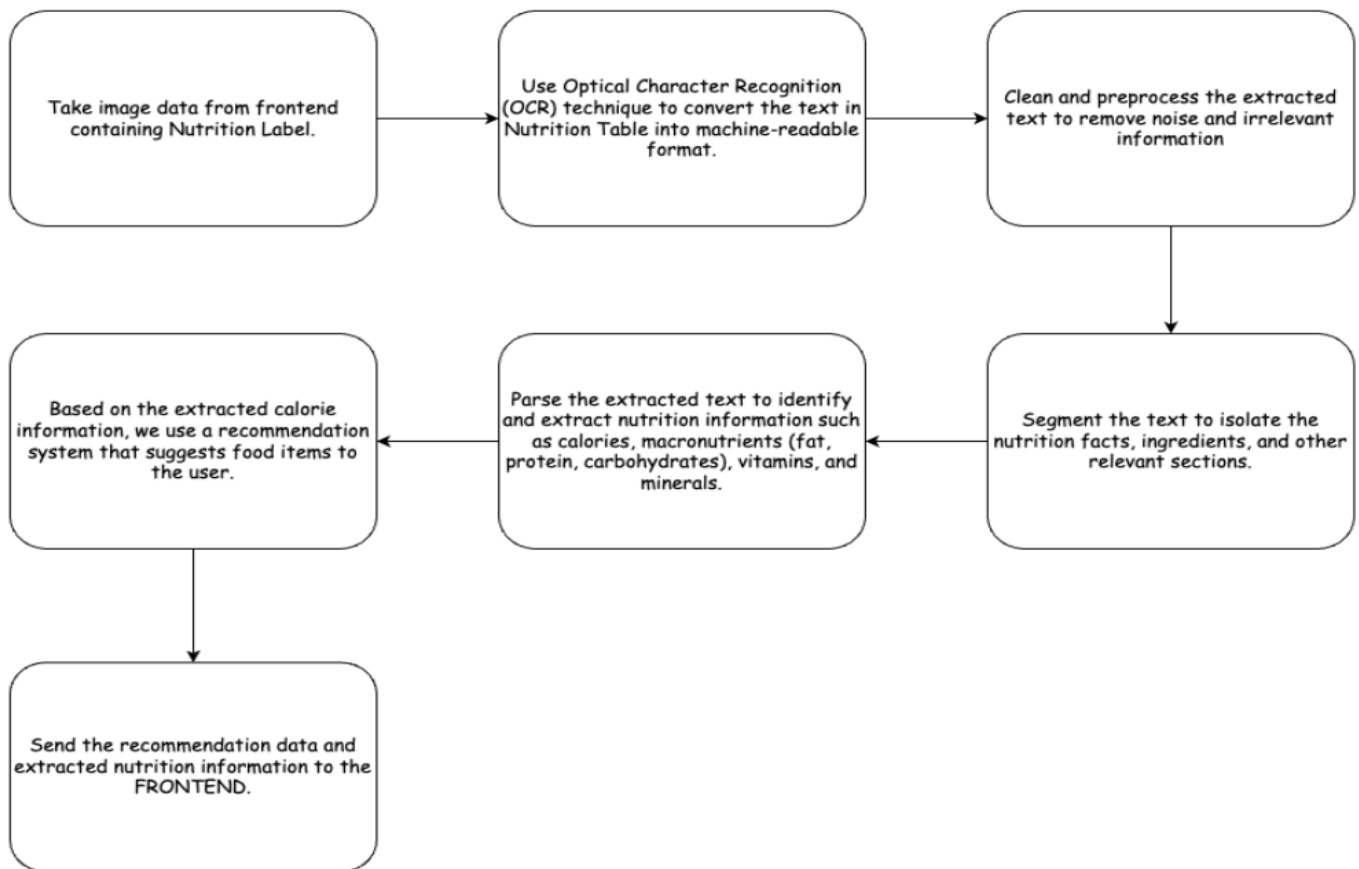 Take image data from frontend
containing Nutrition Label.
Use Optical Character Recognition
(OCR) technique to convert the text in
Nutrition Table into machine-readable
format.
Clean and preprocess the extracted
text to remove noise and irrelevant
information
Segment the text to isolate the
nutrition facts, ingredients, and other
relevant sections.
Parse the extracted text to identify
and extract nutrition information such
as calories, macronutrients (fat,
protein, carbohydrates), vitamins, and
minerals.
Based on the extracted calorie
information, we use a recommendation
system that suggests food items to
the user.
Send the recommendation data and
extracted nutrition information to the
FRONTEND.